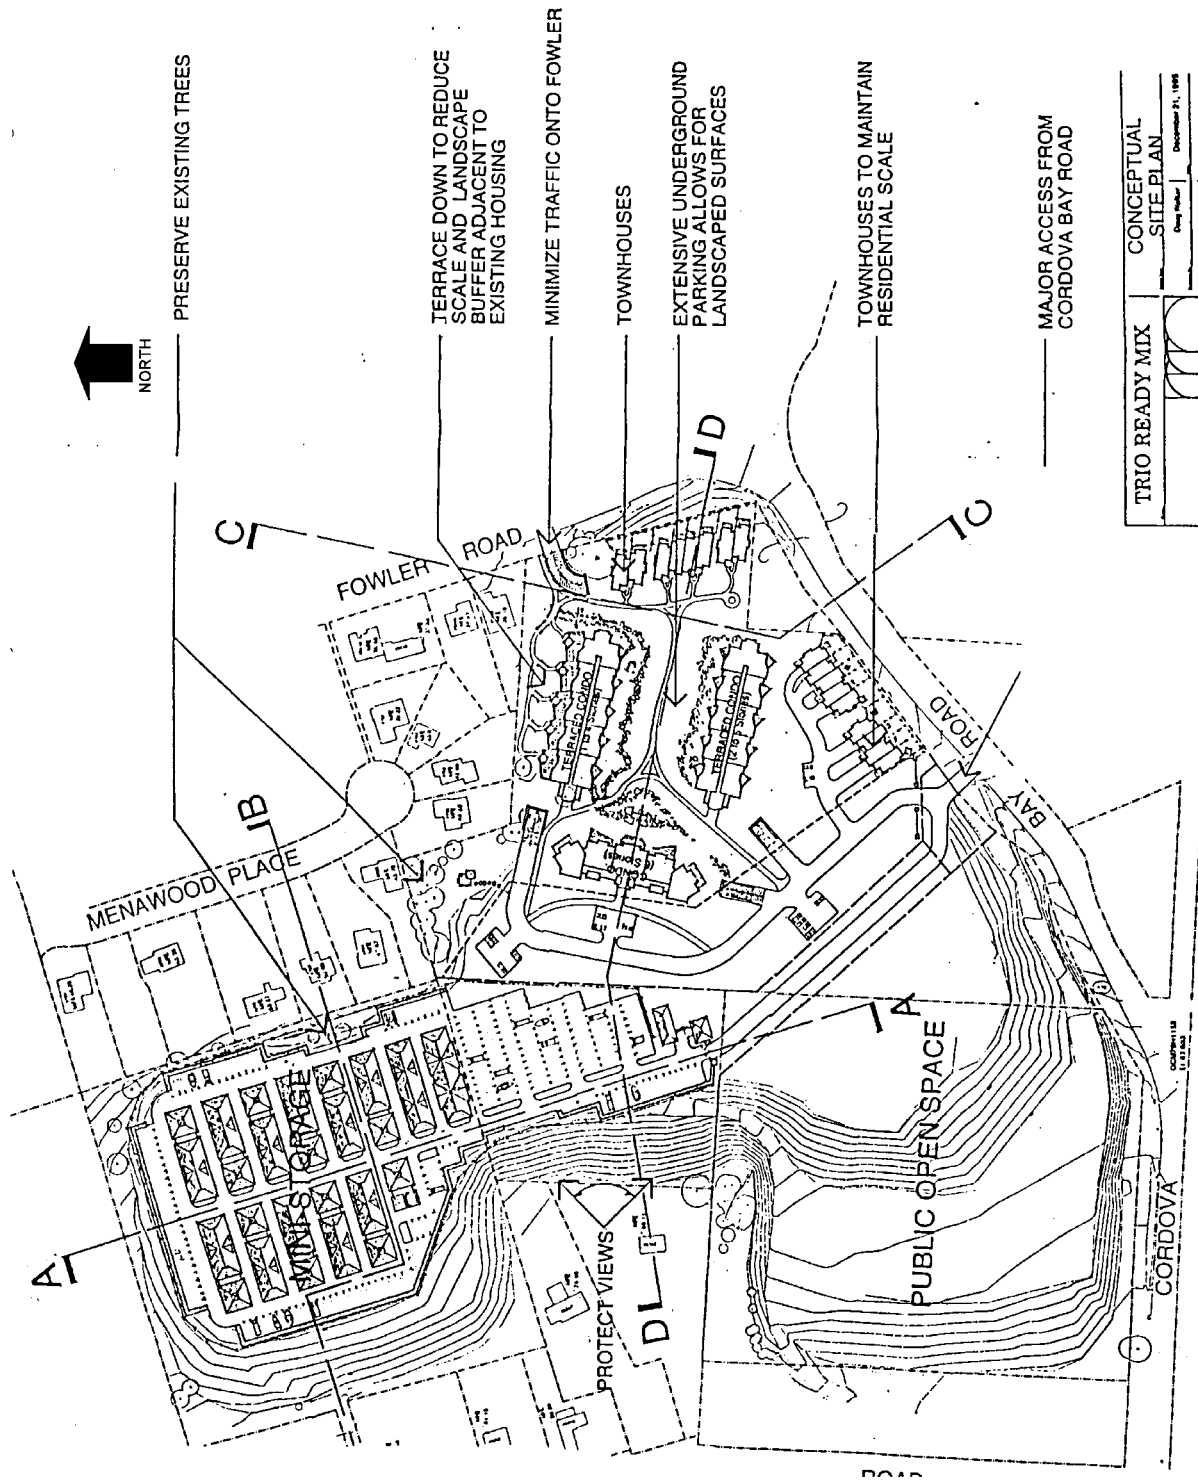 NORTH
PRESERVE EXISTING TREES
TERRACE DOWN TO REDUCE
SCALE AND LANDSCAPE
BUFFER ADJACENT TO
EXISTING HOUSING
MINIMIZE TRAFFIC ONTO FOWLER
TOWNHOUSES
EXTENSIVE UNDERGROUND
PARKING ALLOWS FOR
LANDSCAPED SURFACES
TOWNHOUSES TO MAINTAIN
RESIDENTIAL SCALE
MAJOR ACCESS FROM
CORDOVA BAY ROAD
FOWLER ROAD
MENAWOOD PLACE
A
B
C
D
MINI STORAGE
TERRACED CONDO
TERRACED CONDO
PROTECT VIEWS
D
A
C
PUBLIC OPEN SPACE
CORDOVA
BAY
ROAD
ROAD
TRIO READY MIX
CONCEPTUAL
SITE PLAN
December 21, 1995